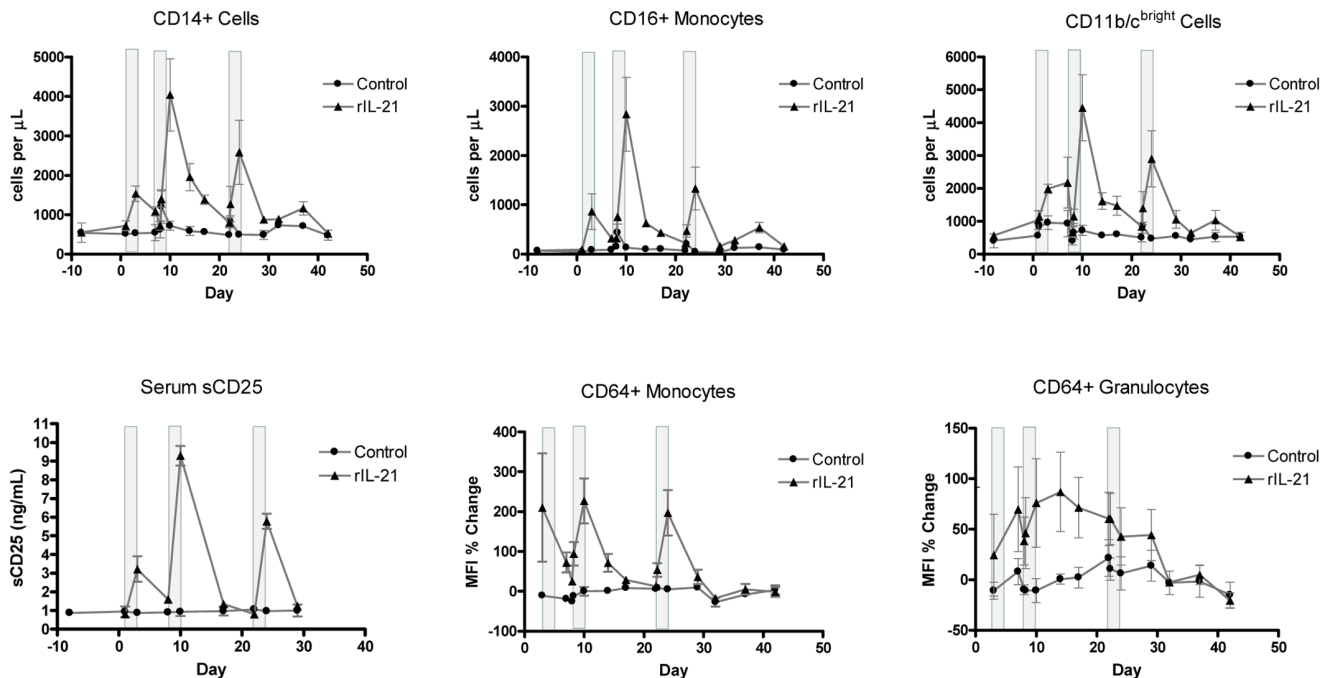 CD14+ Cells
cells per μL
5000
4000
3000
2000
1000
0
-10 0 10 20 30 40 50
Day
Control
rIL-21
CD16+ Monocytes
cells per μL
4000
3000
2000
1000
0
-10 0 10 20 30 40 50
Day
Control
rIL-21
CD11b/c^bright Cells
cells per μL
6000
5000
4000
3000
2000
1000
0
-10 0 10 20 30 40 50
Day
Control
rIL-21
Serum sCD25
sCD25 (ng/mL)
11
10
9
8
7
6
5
4
3
2
1
0
-10 0 10 20 30 40
Day
Control
rIL-21
CD64+ Monocytes
MFI % Change
400
300
200
100
0
-100
0 10 20 30 40 50
Day
Control
rIL-21
CD64+ Granulocytes
MFI % Change
150
100
50
0
-50
0 10 20 30 40 50
Day
Control
rIL-21